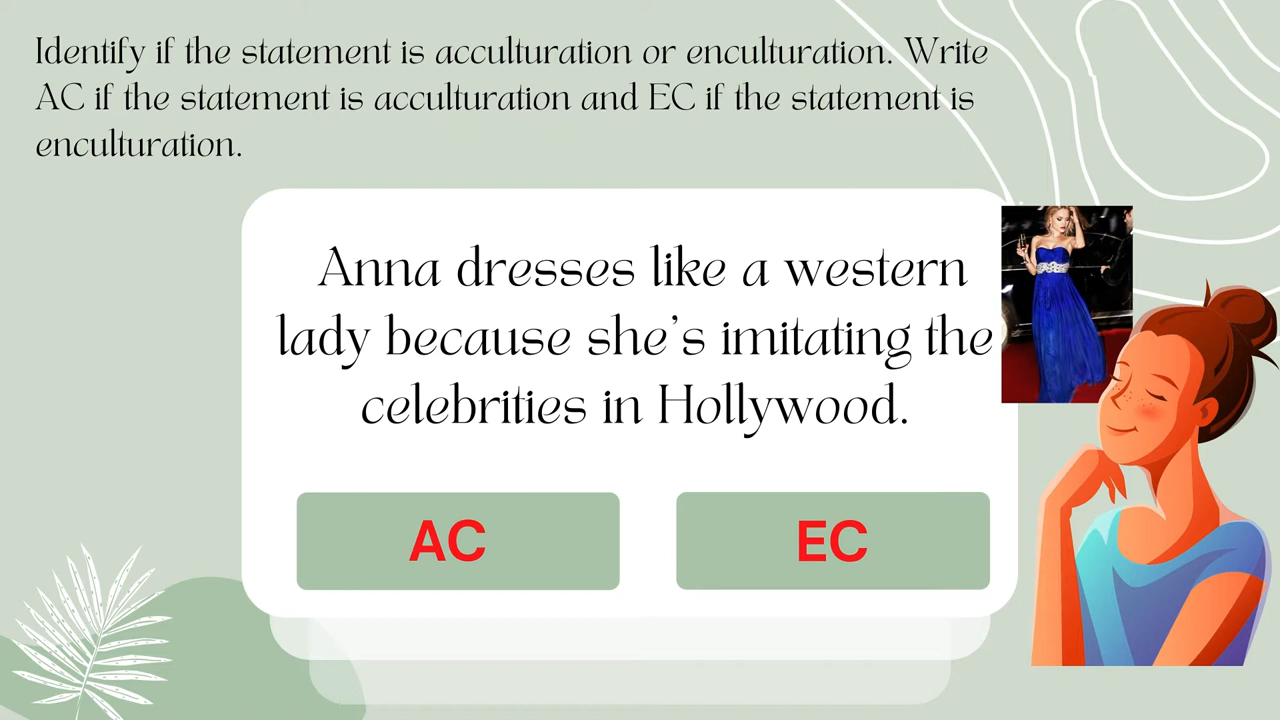 Identify if the statement is acculturation or enculturation. Write
AC if the statement is acculturation and EC if the statement is
enculturation.
Anna dresses like a western
lady because she's imitating the
celebrities in Hollywood.
AC
EC